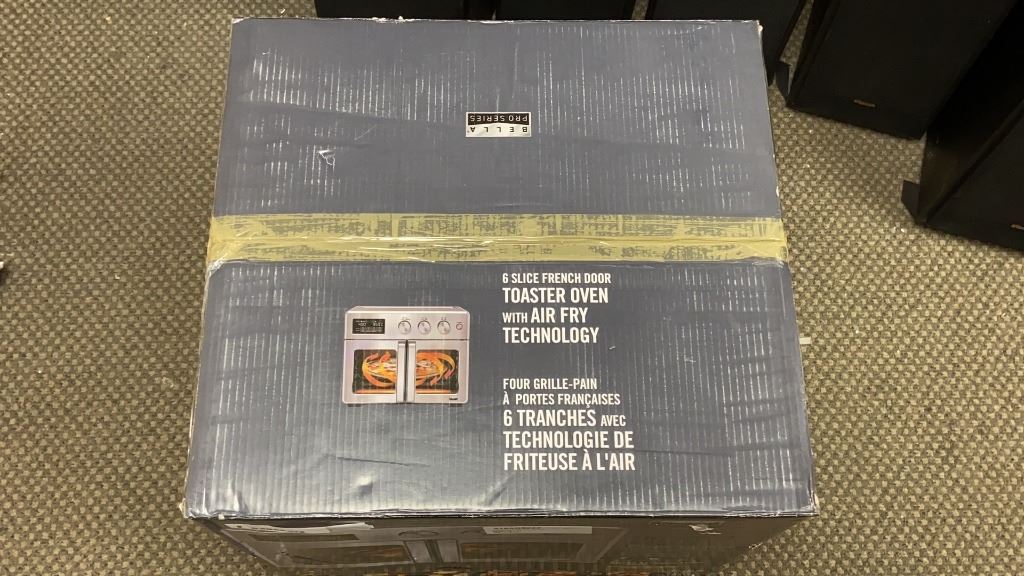 BELLA
PRO SERIES
6 SLICE FRENCH DOOR
TOASTER OVEN
WITH AIR FRY
TECHNOLOGY
FOUR GRILLE-PAIN
À PORTES FRANÇAISES
6 TRANCHES AVEC
TECHNOLOGIE DE
FRITEUSE À L'AIR